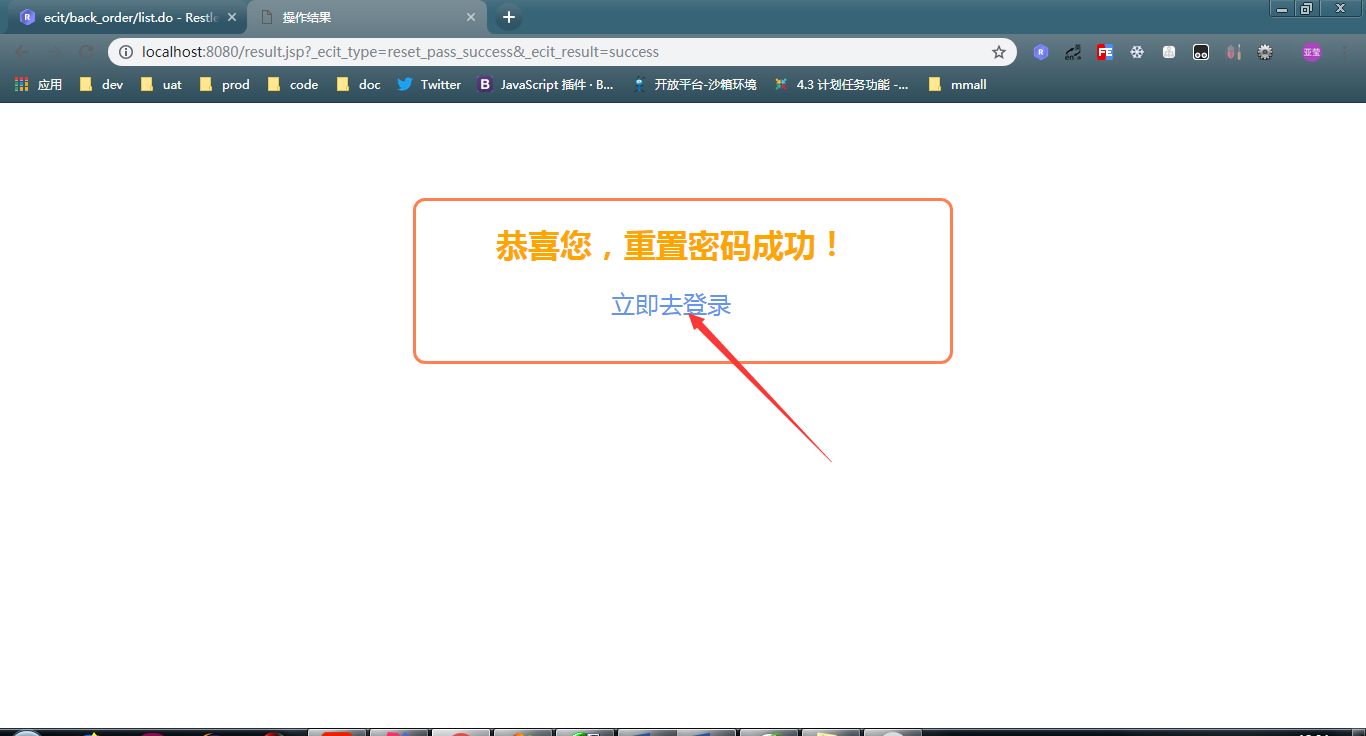 ecit/back_order/list.do - Restle
操作结果
localhost:8080/result.jsp?_ecit_type=reset_pass_success&_ecit_result=success
亚莹
应用 dev uat prod code doc Twitter JavaScript 插件 · B... 开放平台-沙箱环境 4.3 计划任务功能 -... mmall
恭喜您，重置密码成功！
立即去登录